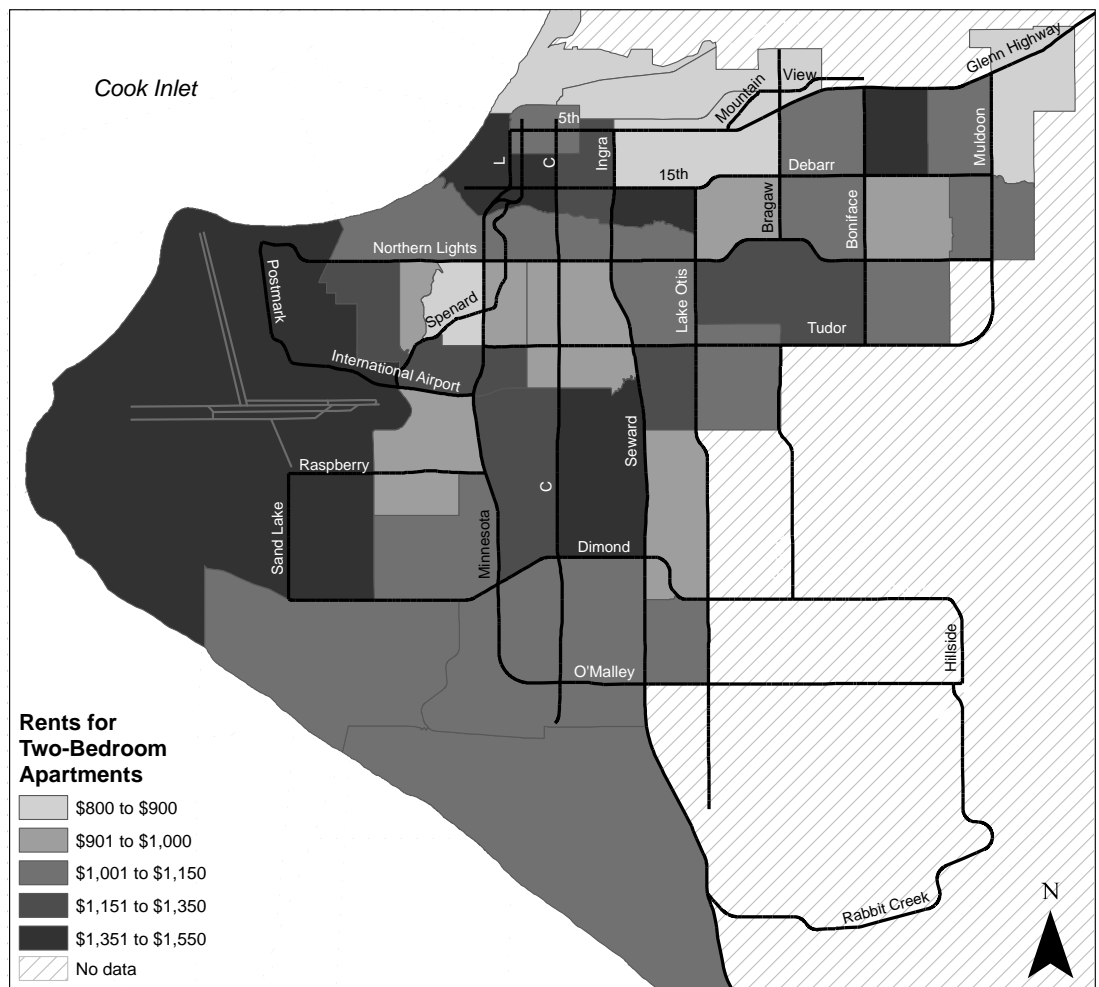 Cook Inlet
Glenn Highway
View
Mountain
5th
L
C
Ingra
Muldoon
15th
Debarr
Bragaw
Boniface
Northern Lights
Postmark
Spenard
Lake Otis
Tudor
International Airport
Seward
Raspberry
C
Sand Lake
Minnesota
Dimond
Hillside
O'Malley
Rabbit Creek
N
Rents for
Two-Bedroom
Apartments
$800 to $900
$901 to $1,000
$1,001 to $1,150
$1,151 to $1,350
$1,351 to $1,550
No data